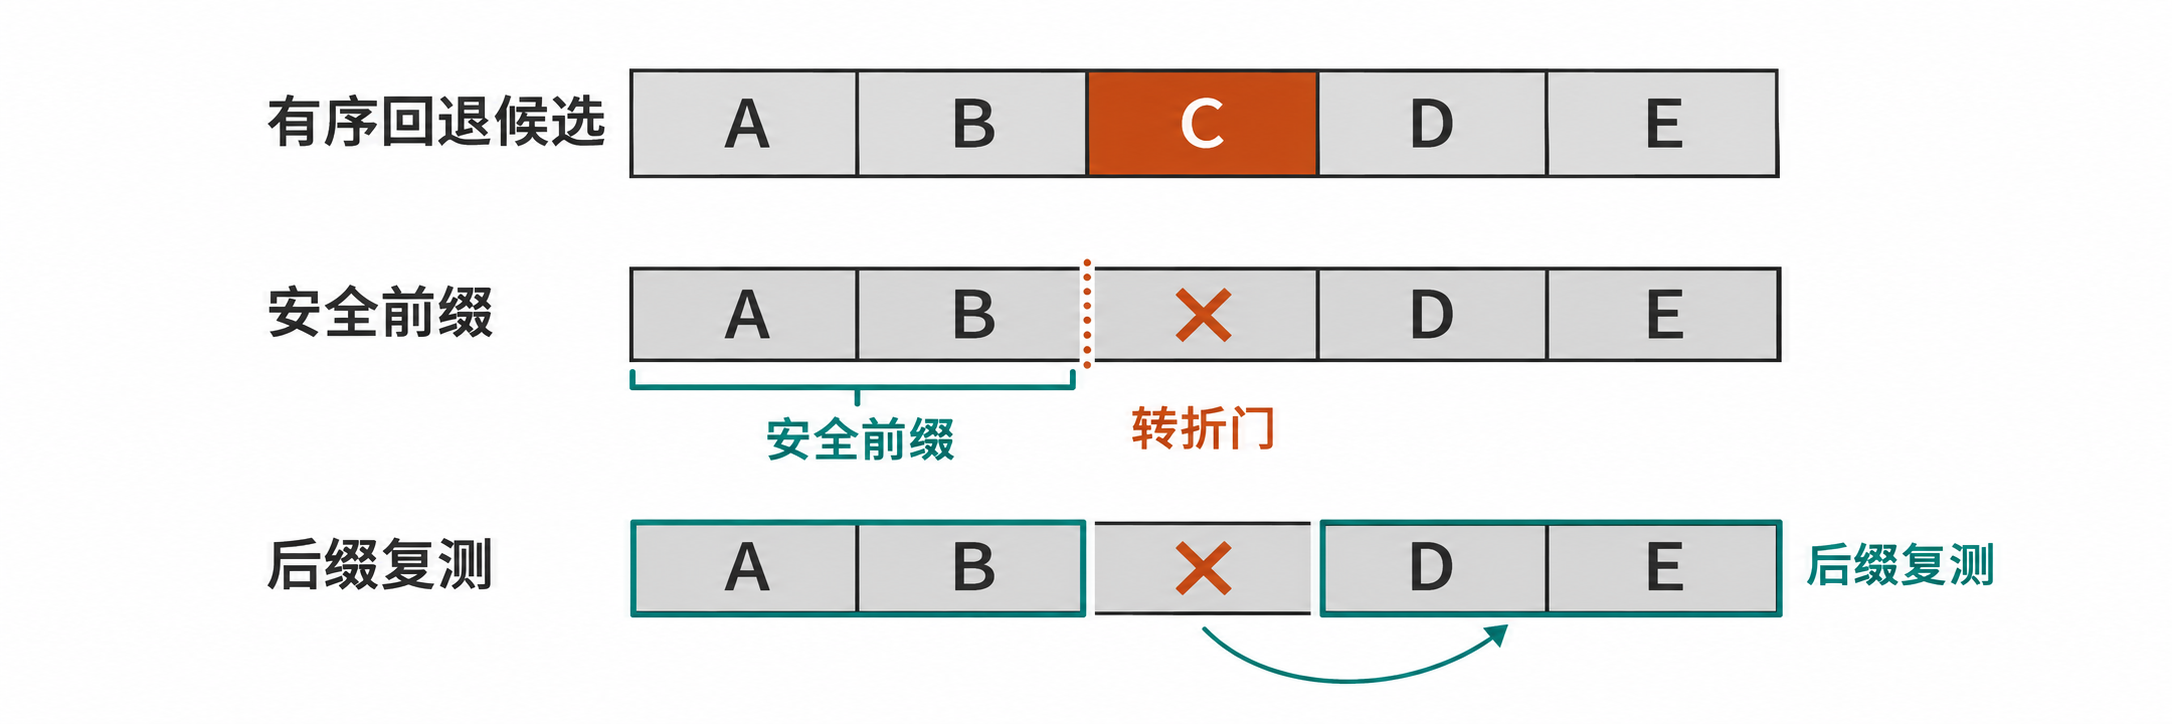 有序回退候选 A B C D E
安全前缀 A B × D E
安全前缀 转折门
后缀复测 A B × D E 后缀复测